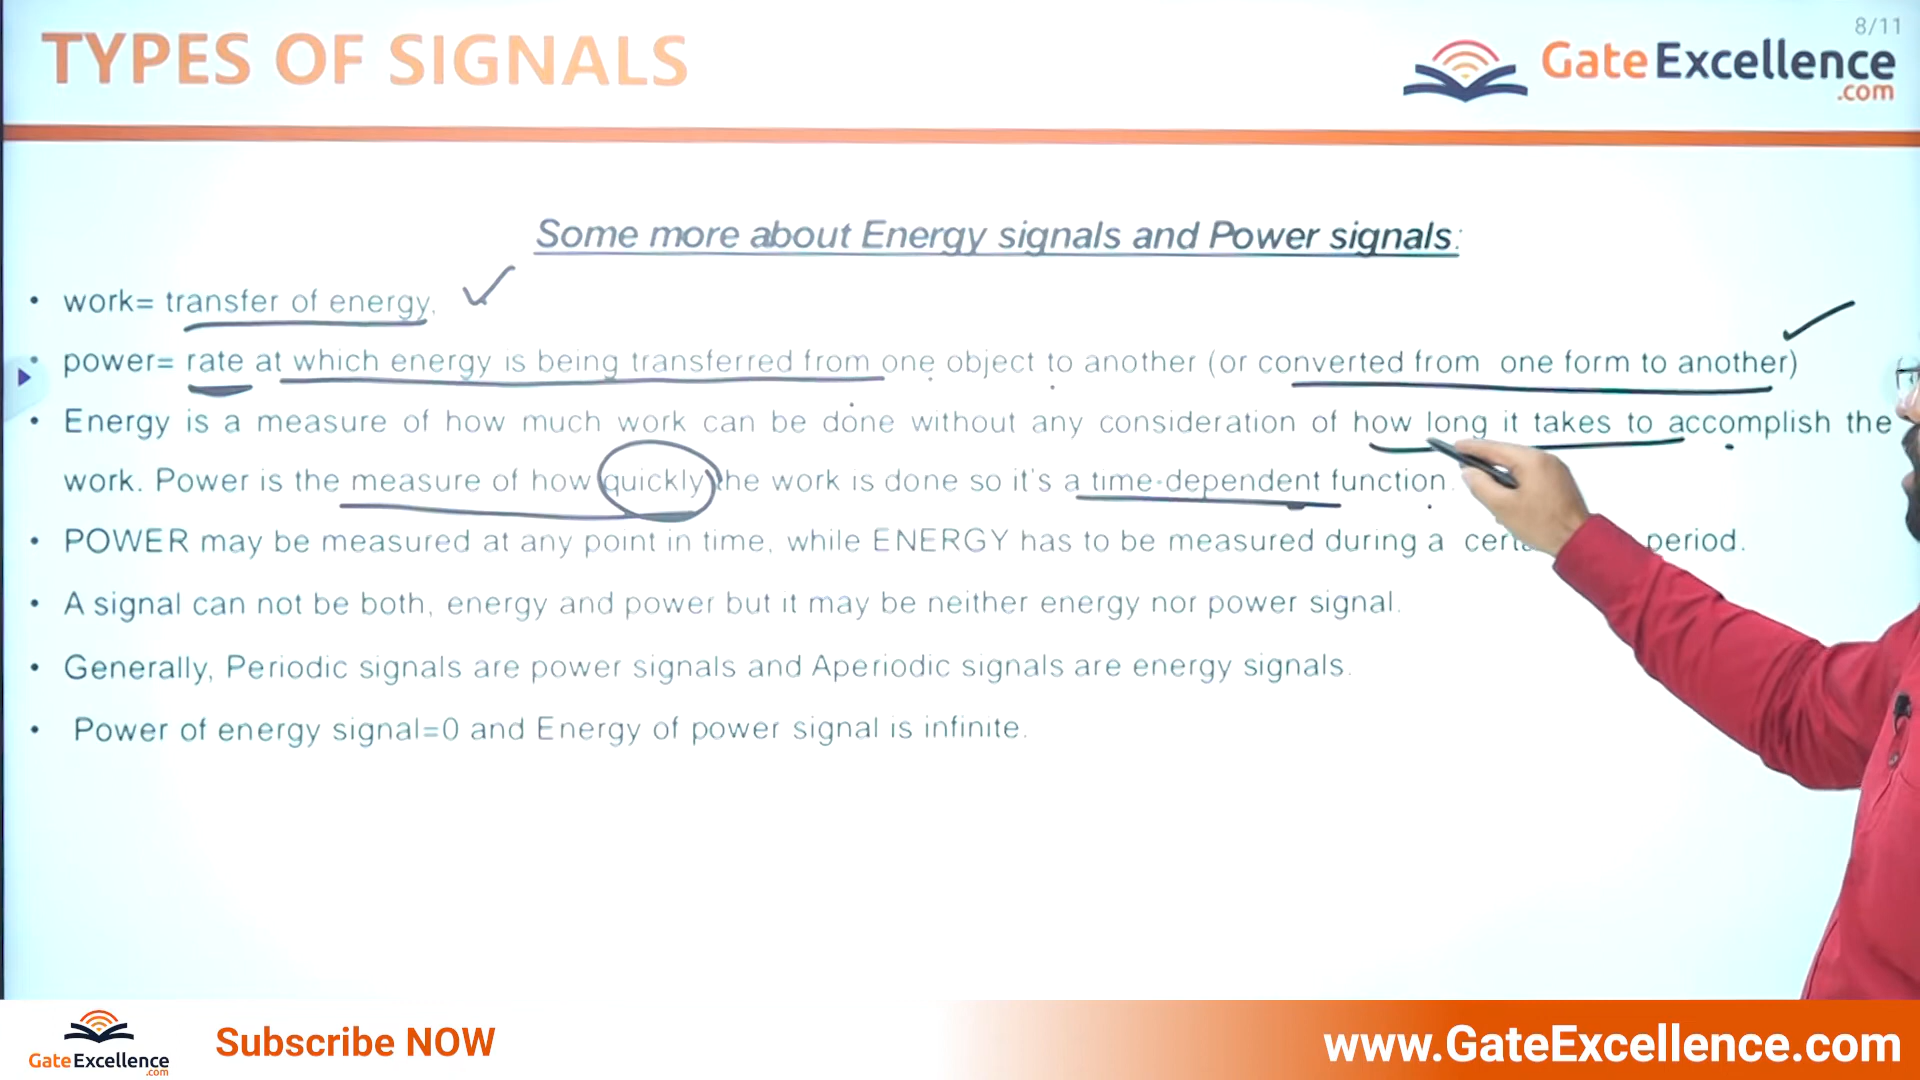 8/11
TYPES OF SIGNALS
GateExcellence
.com
Some more about Energy signals and Power signals:
• work= transfer of energy.
• power= rate at which energy is being transferred from one object to another (or converted from one form to another)
• Energy is a measure of how much work can be done without any consideration of how long it takes to accomplish the
work. Power is the measure of how quickly the work is done so it's a time-dependent function.
• POWER may be measured at any point in time, while ENERGY has to be measured during a period.
• A signal can not be both, energy and power but it may be neither energy nor power signal.
• Generally, Periodic signals are power signals and Aperiodic signals are energy signals.
• Power of energy signal=0 and Energy of power signal is infinite.
GateExcellence
.com
Subscribe NOW
www.GateExcellence.com